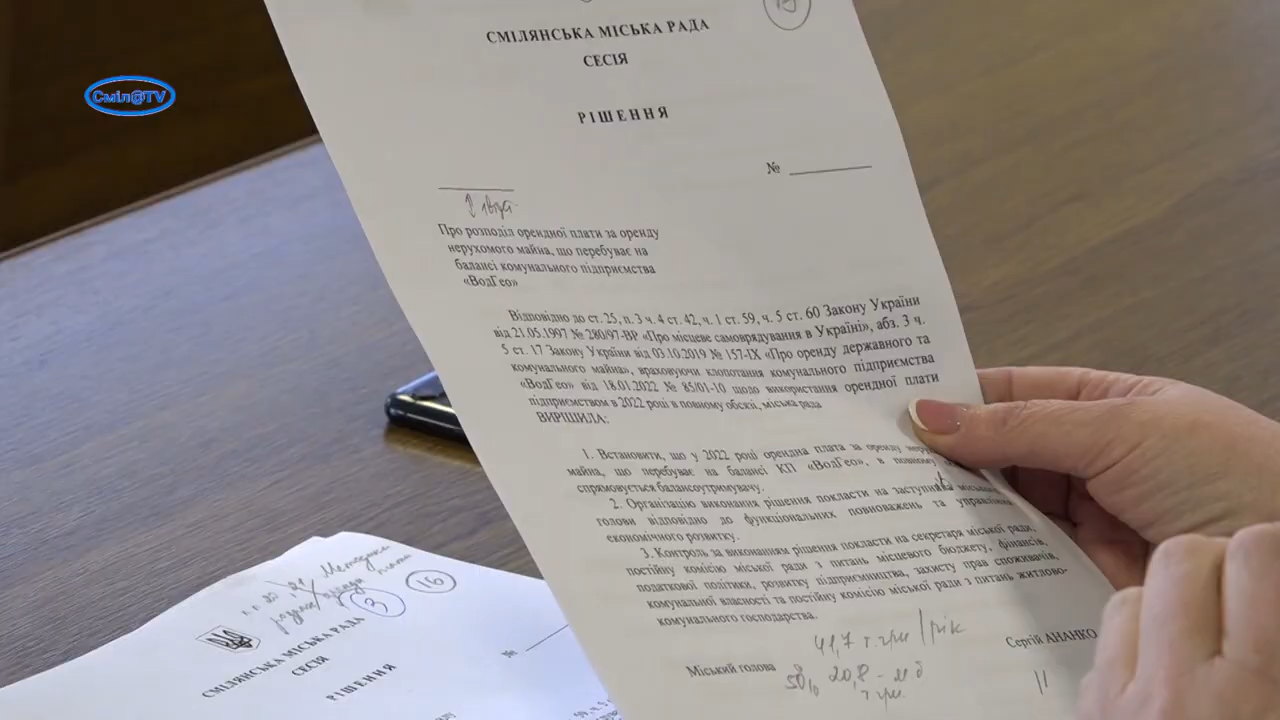 Сміл@TV
СМІЛЯНСЬКА МІСЬКА РАДА
СЕСІЯ
РІШЕННЯ
№
Про розподіл орендної плати за оренду
нерухомого майна, що перебуває на
балансі комунального підприємства
«ВодГео»
Відповідно до ст. 25, п. 3 ч. 4 ст. 42, ч. 1 ст. 59, ч. 5 ст. 60 Закону України
від 21.05.1997 № 280/97-ВР «Про місцеве самоврядування в Україні», абз. 3 ч.
5 ст. 17 Закону України від 03.10.2019 № 157-ІХ «Про оренду державного та
комунального майна», враховуючи клопотання комунального підприємства
«ВодГео» від 18.01.2022 № 85/01-10 щодо використання орендної плати
підприємством в 2022 році в повному обсязі, міська рада
ВИРІШИЛА:
1. Встановити, що у 2022 році орендна плата за оренду
майна, що перебуває на балансі КП «ВодГео», в повному
спрямовується балансоутримувачу.
2. Організацію виконання рішення покласти на заступника
голови відповідно до функціональних повноважень та управління
економічного розвитку.
3. Контроль за виконанням рішення покласти на секретаря міської ради,
постійну комісію міської ради з питань місцевого бюджету, фінансів,
податкової політики, розвитку підприємництва, захисту прав споживачів,
комунальної власності та постійну комісію міської ради з питань житлово-
комунального господарства.
41,7 т.грн/рік
Міський голова Сергій АНАНКО
50% 20,8 -
т грн
16
3
СМІЛЯНСЬКА МІСЬКА РАДА
СЕСІЯ
РІШЕННЯ
№